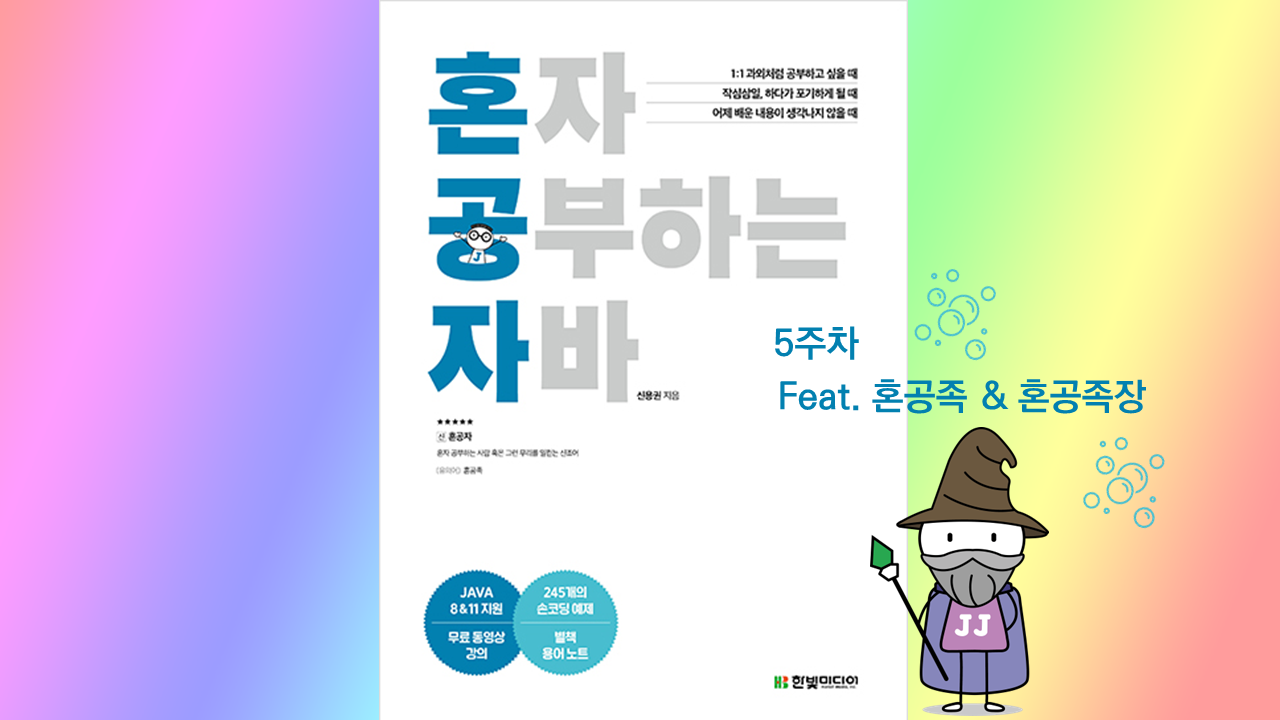 혼자
공부하는
자바
1:1 과외처럼 공부하고 싶을 때
작심삼일, 하다가 포기하게 될 때
어제 배운 내용이 생각나지 않을 때
J
신용권 지음
5주차
Feat. 혼공족 & 혼공족장
★★★★★
신 혼공자
혼자 공부하는 사람 혹은 그런 무리를 일컫는 신조어
(유의어) 혼공족
JAVA
8 & 11 지원
무료 동영상
강의
245개의
손코딩 예제
별책
용어 노트
JJ
한빛미디어